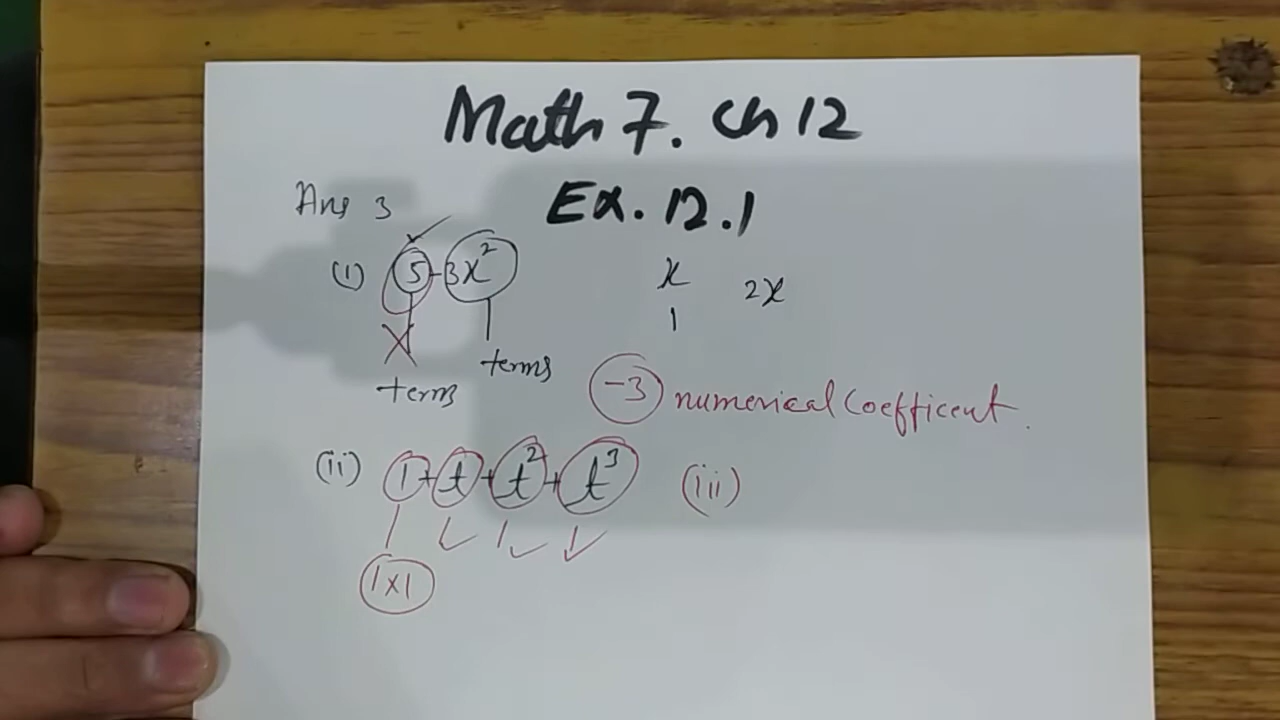 Math 7. Ch 12
Ex. 12.1
Ans 3
(i) 5-3x²
x 2x
1
term terms
-3 numerical Coefficent.
(ii) 1+t+t²+t³ (iii)
1x1